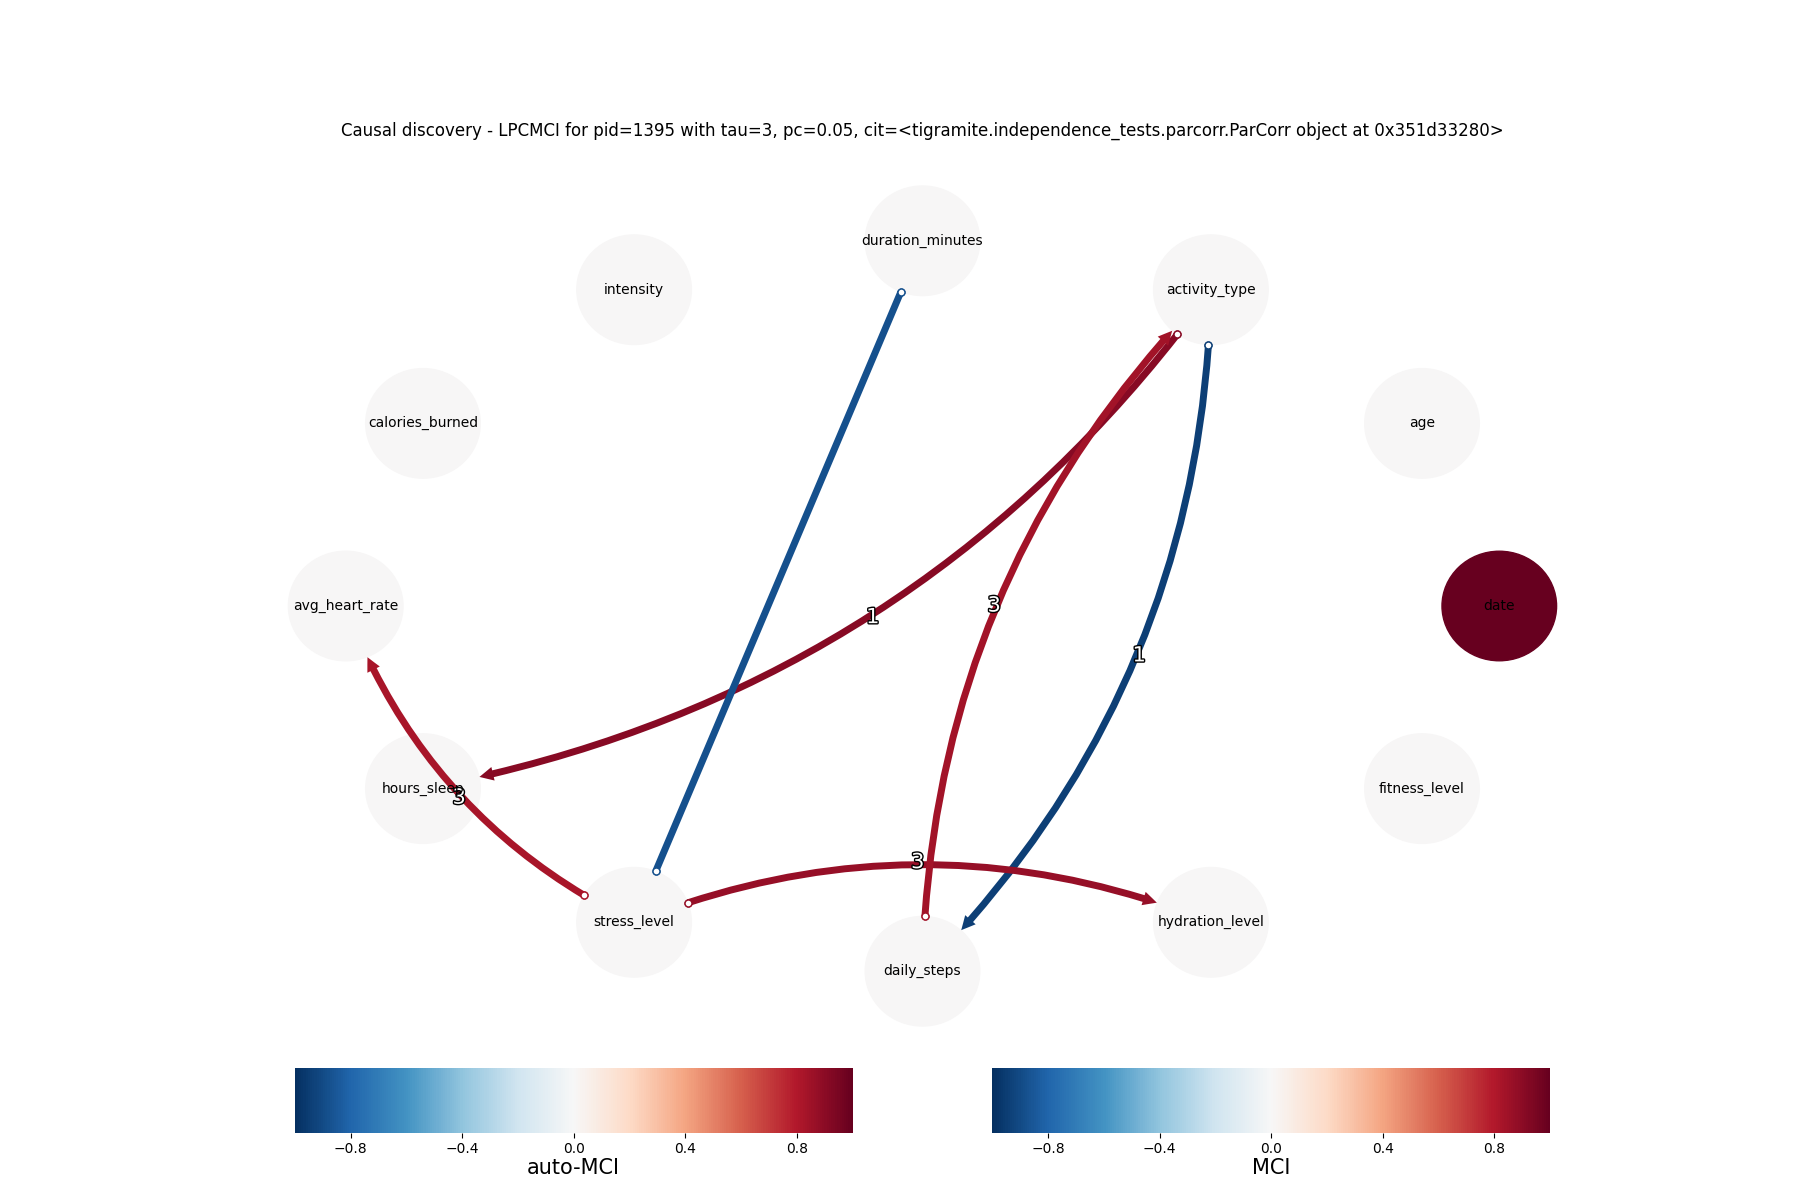 Causal discovery - LPCMCI for pid=1395 with tau=3, pc=0.05, cit=<tigramite.independence_tests.parcorr.ParCorr object at 0x351d33280>
duration_minutes
intensity
activity_type
calories_burned
age
avg_heart_rate
date
1
3
1
hours_sleep
3
fitness_level
3
stress_level
hydration_level
daily_steps
−0.8 −0.4 0.0 0.4 0.8
auto-MCI
−0.8 −0.4 0.0 0.4 0.8
MCI